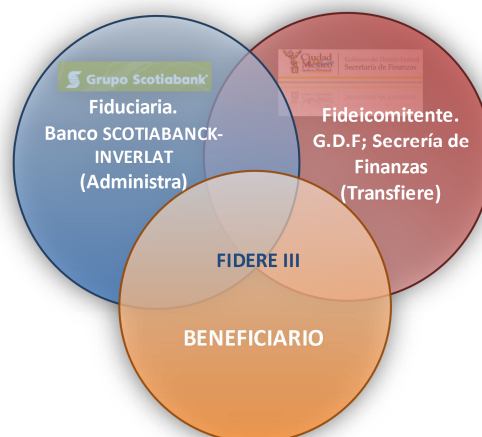 Grupo Scotiabank
Fiduciaria.
Banco SCOTIABANCK-
INVERLAT
(Administra)
Ciudad
México
Secretaría de Finanzas
Fideicomitente.
G.D.F; Secrería de
Finanzas
(Transfiere)
FIDERE III
BENEFICIARIO